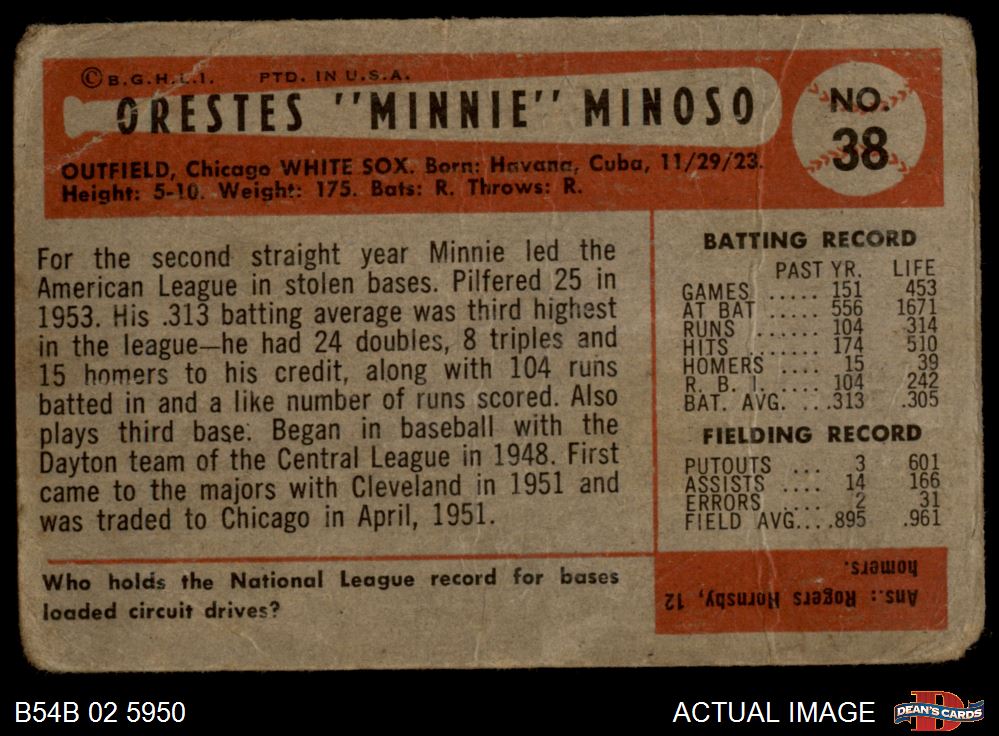 ©B.G.H.L.I. PTD. IN U.S.A.
ORESTES "MINNIE" MINOSO
NO.
38
OUTFIELD, Chicago WHITE SOX. Born: Havana, Cuba, 11/29/23.
Height: 5-10. Weight: 175. Bats: R. Throws: R.
For the second straight year Minnie led the
American League in stolen bases. Pilfered 25 in
1953. His .313 batting average was third highest
in the league—he had 24 doubles, 8 triples and
15 homers to his credit, along with 104 runs
batted in and a like number of runs scored. Also
plays third base. Began in baseball with the
Dayton team of the Central League in 1948. First
came to the majors with Cleveland in 1951 and
was traded to Chicago in April, 1951.
Who holds the National League record for bases
loaded circuit drives?
BATTING RECORD
PAST YR. LIFE
GAMES ..... 151 453
AT BAT ..... 556 1671
RUNS ...... 104 314
HITS ....... 174 510
HOMERS .... 15 39
R. B. I. .... 104 242
BAT. AVG. ...313 .305
FIELDING RECORD
PUTOUTS ... 3 601
ASSISTS .... 14 166
ERRORS .... 2 31
FIELD AVG....895 .961
Ans.: Rogers Hornsby, 12
homers.
B54B 02 5950
ACTUAL IMAGE
D
DEAN'S CARDS